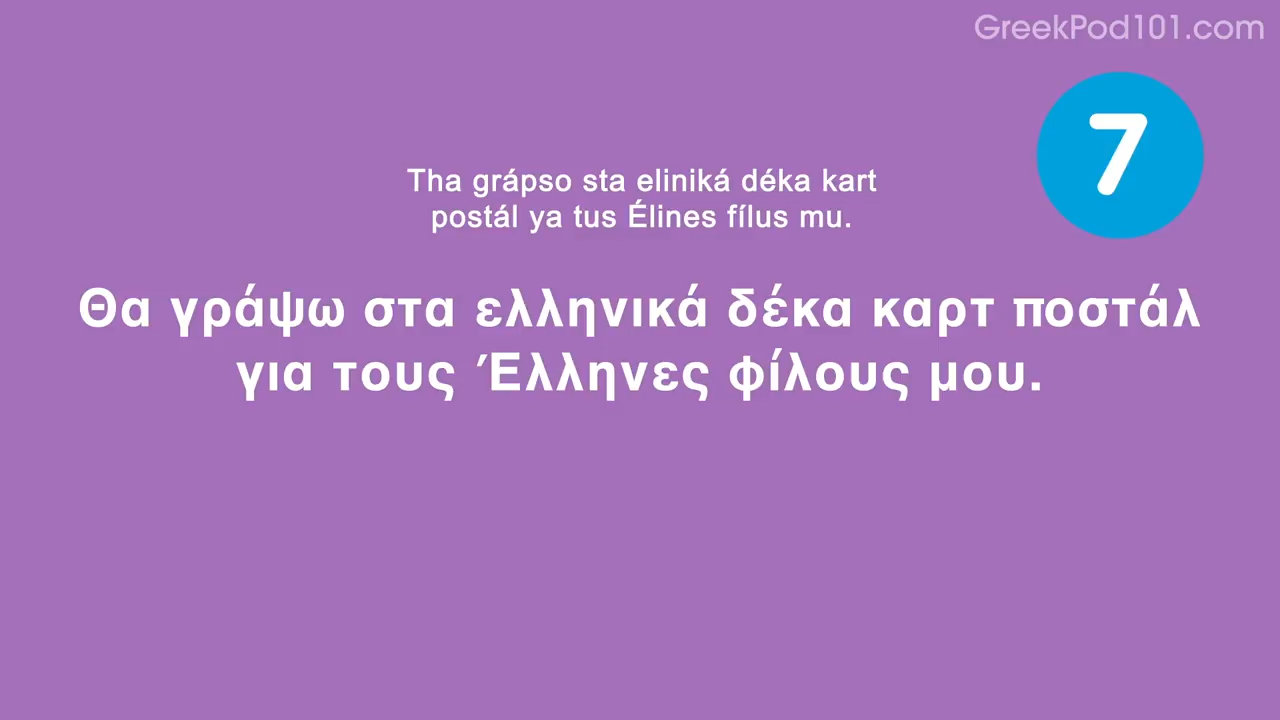 GreekPod101.com
7
Tha grápso sta eliniká déka kart
postál ya tus Élines fílus mu.
Θα γράψω στα ελληνικά δέκα καρτ ποστάλ
για τους Έλληνες φίλους μου.